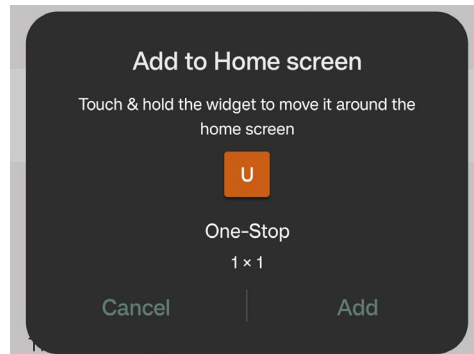 Add to Home screen
Touch & hold the widget to move it around the
home screen
U
One-Stop
1 × 1
Cancel
Add